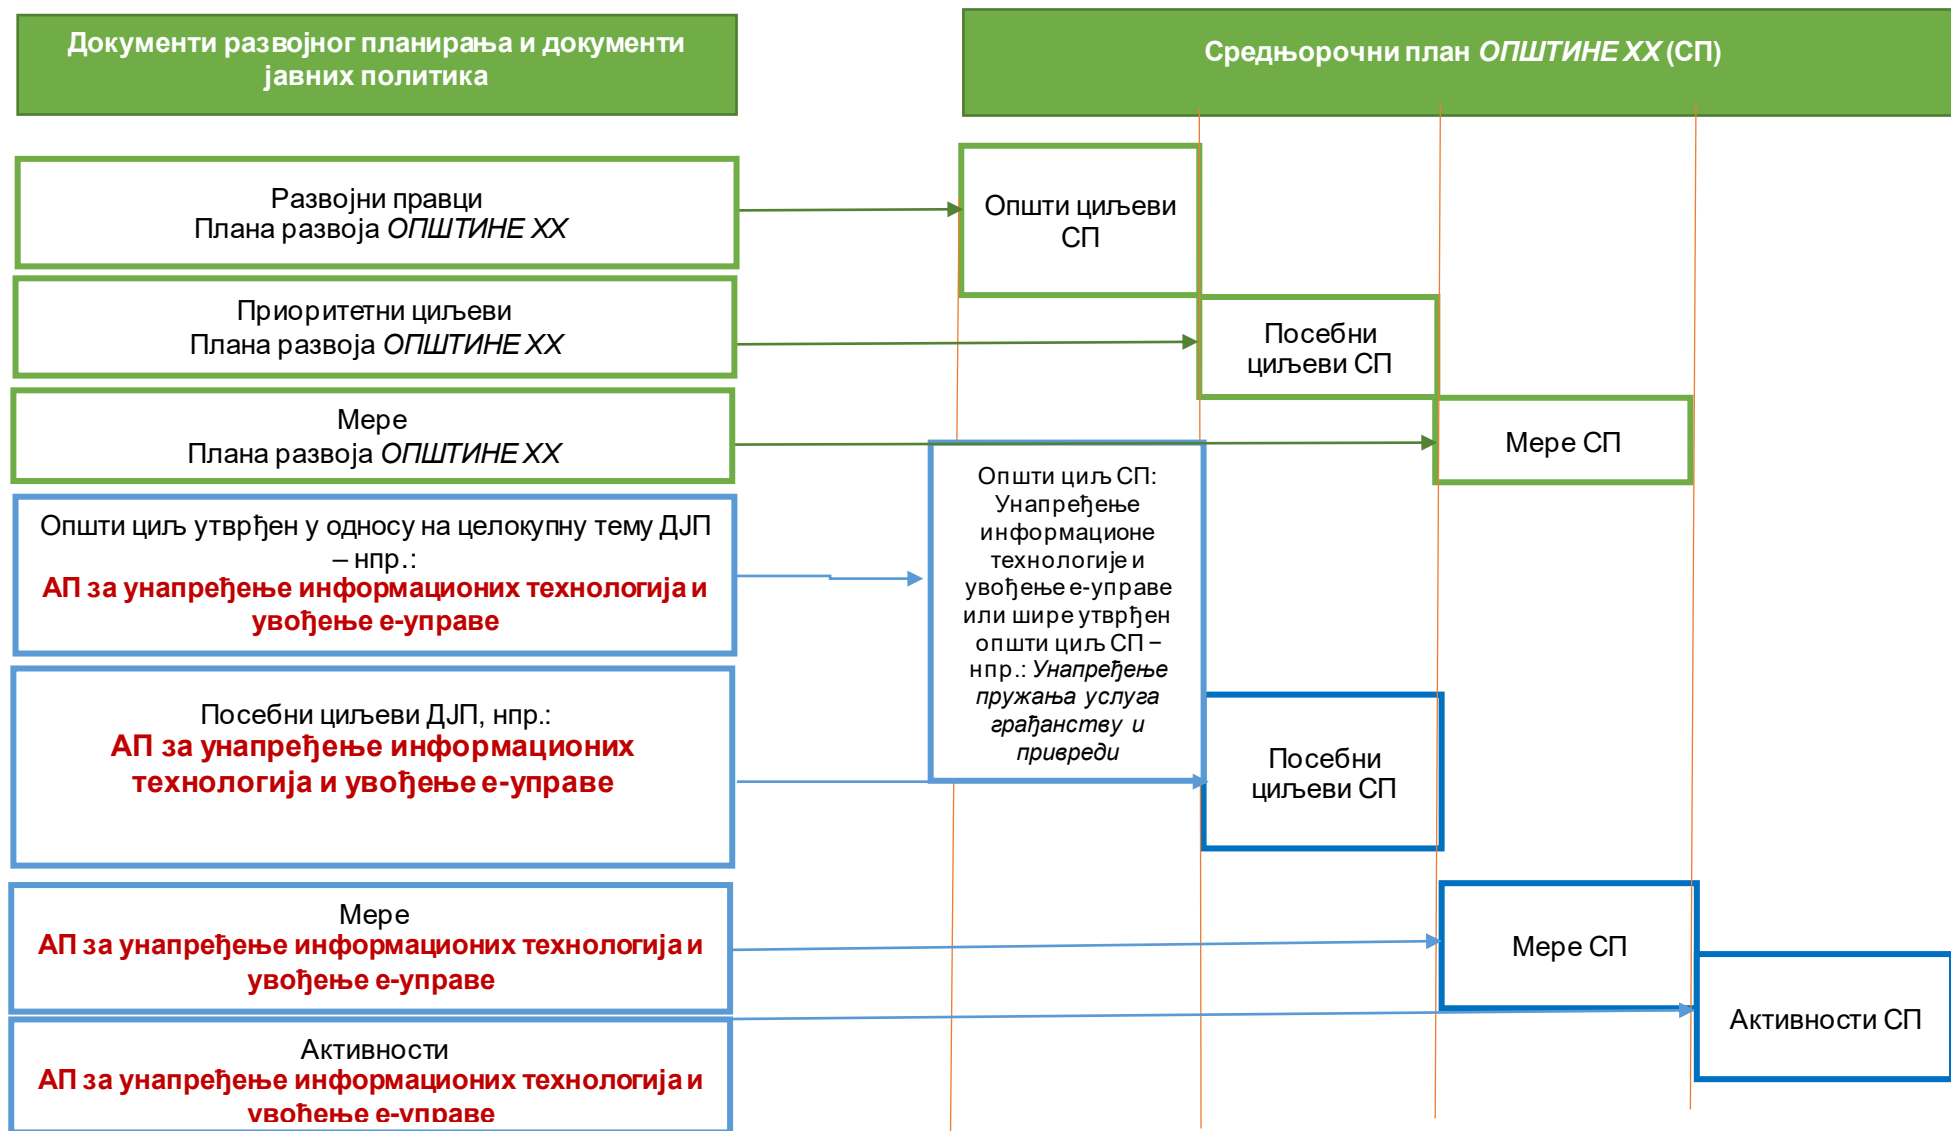 Документи развојног планирања и документи
јавних политика
Средњорочни план ОПШТИНЕ XX (СП)
Развојни правци
Плана развоја ОПШТИНЕ XX
Општи циљеви
СП
Приоритетни циљеви
Плана развоја ОПШТИНЕ XX
Посебни
циљеви СП
Мере
Плана развоја ОПШТИНЕ XX
Мере СП
Општи циљ утврђен у односу на целокупну тему ДЈП
– нпр.:
АП за унапређење информационих технологија и
увођење е-управе
Општи циљ СП:
Унапређење
информационе
технологије и
увођење е-управе
или шире утврђен
општи циљ СП –
нпр.: Унапређење
пружања услуга
грађанству и
привреди
Посебни циљеви ДЈП, нпр.:
АП за унапређење информационих
технологија и увођење е-управе
Посебни
циљеви СП
Мере
АП за унапређење информационих технологија и
увођење е-управе
Мере СП
Активности
АП за унапређење информационих технологија и
увођење е-управе
Активности СП